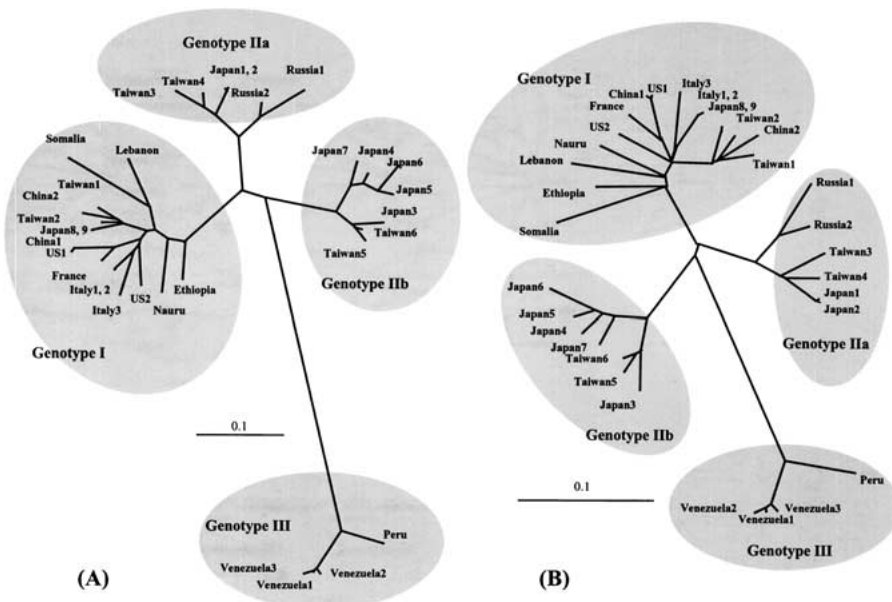 Genotype IIa
Japan1, 2
Russia1
Taiwan4
Taiwan3
Russia2
Somalia
Lebanon
Taiwan1
China2
Taiwan2
Japan8, 9
China1
US1
France
Italy1, 2
US2
Ethiopia
Italy3
Nauru
Genotype I
Japan7
Japan4
Japan6
Japan5
Japan3
Taiwan6
Taiwan5
Genotype IIb
0.1
Genotype III
Peru
Venezuela3
Venezuela2
Venezuela1
(A)
Genotype I
US1
Italy3
China1
Italy1, 2
France
Japan8, 9
US2
Taiwan2
China2
Nauru
Taiwan1
Lebanon
Ethiopia
Somalia
Russia1
Russia2
Taiwan3
Taiwan4
Japan1
Japan2
Genotype IIa
Japan6
Japan5
Japan4
Japan7
Taiwan6
Taiwan5
Japan3
Genotype IIb
0.1
Peru
Venezuela2
Venezuela3
Venezuela1
Genotype III
(B)